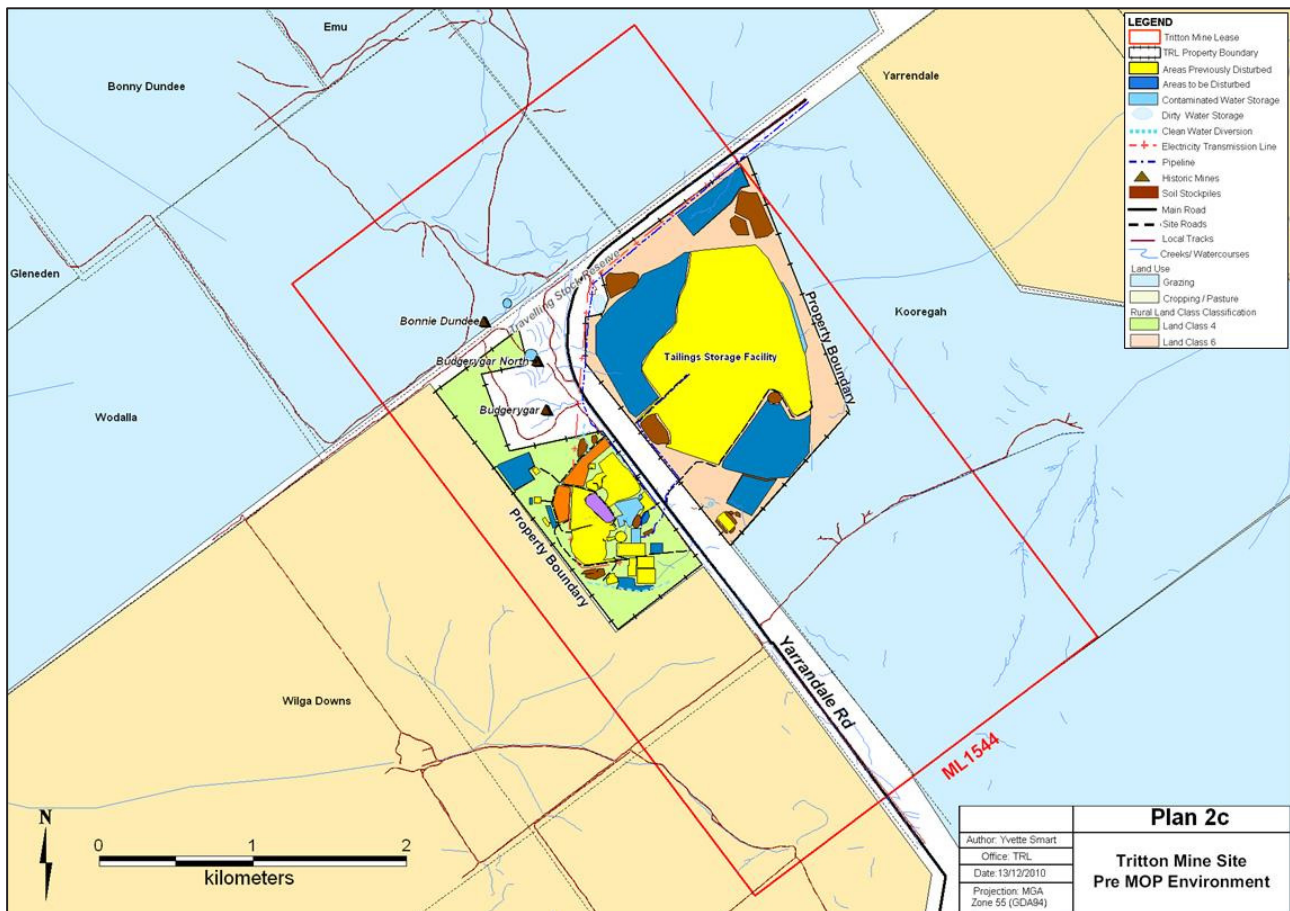 Emu
Bonny Dundee
Yarrendale
Gleneden
Bonnie Dundee
Travelling Stock Reserve
Budgerygar North
Budgerygar
Tailings Storage Facility
Property Boundary
Kooregah
Wodalla
Property Boundary
Wilga Downs
Yarrandale Rd
ML1544
N
0 1 2
kilometers
LEGEND
Tritton Mine Lease
TRL Property Boundary
Areas Previously Disturbed
Areas to be Disturbed
Contaminated Water Storage
Dirty Water Storage
Clean Water Diversion
Electricity Transmission Line
Pipeline
Historic Mines
Soil Stockpiles
Main Road
Site Roads
Local Tracks
Creeks/ Watercourses
Land Use
Grazing
Cropping / Pasture
Rural Land Class Classification
Land Class 4
Land Class 6
Plan 2c
Author: Yvette Smart
Office: TRL
Date:13/12/2010
Projection: MGA
Zone 55 (GDA94)
Tritton Mine Site
Pre MOP Environment